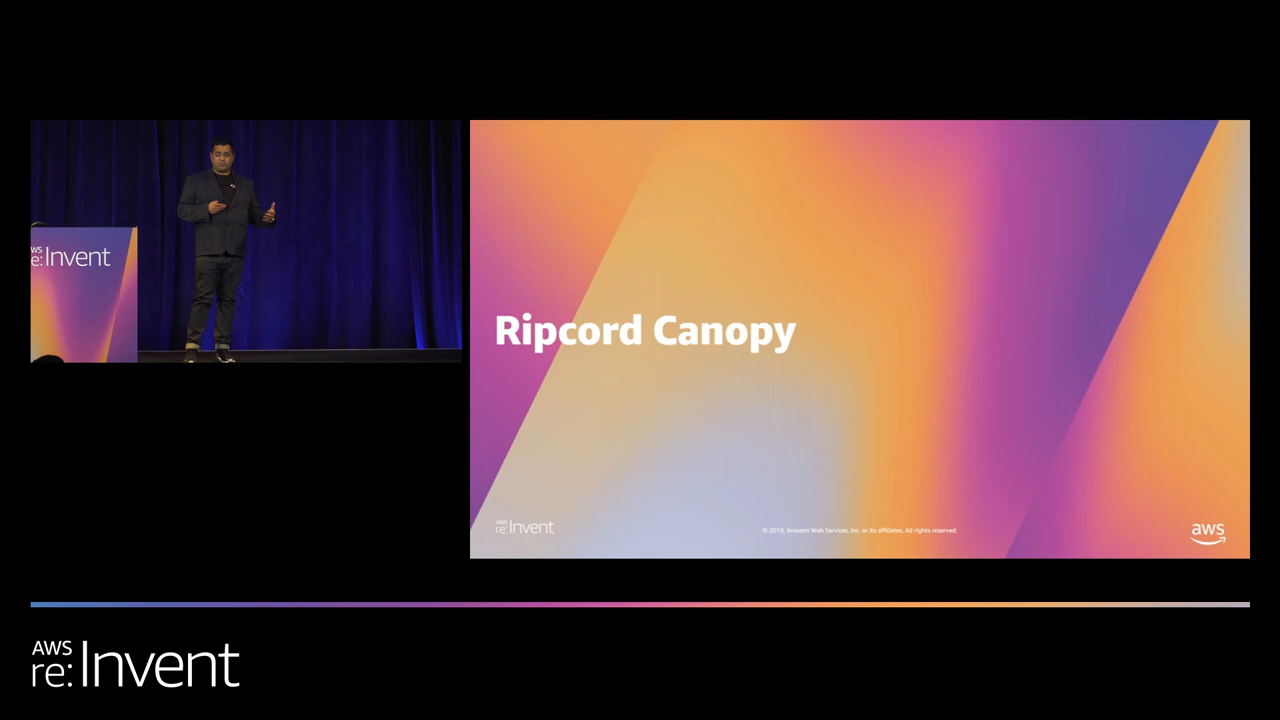 WS
re:Invent
Ripcord Canopy
AWS
re:Invent
© 2019, Amazon Web Services, Inc. or its affiliates. All rights reserved.
aws
AWS
re:Invent